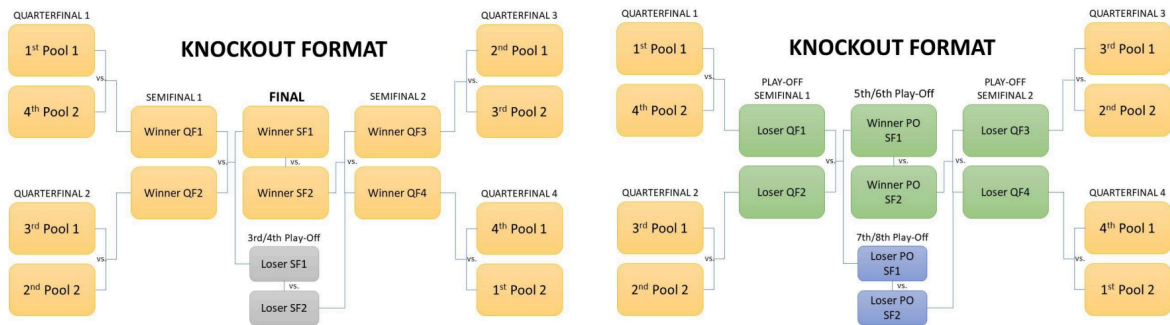 QUARTERFINAL 1
1st Pool 1
vs.
4th Pool 2
KNOCKOUT FORMAT
QUARTERFINAL 3
2nd Pool 1
vs.
3rd Pool 2
SEMIFINAL 1
Winner QF1
vs.
Winner QF2
FINAL
Winner SF1
vs.
Winner SF2
SEMIFINAL 2
Winner QF3
vs.
Winner QF4
QUARTERFINAL 2
3rd Pool 1
vs.
2nd Pool 2
3rd/4th Play-Off
Loser SF1
vs.
Loser SF2
QUARTERFINAL 4
4th Pool 1
vs.
1st Pool 2
QUARTERFINAL 1
1st Pool 1
vs.
4th Pool 2
KNOCKOUT FORMAT
QUARTERFINAL 3
3rd Pool 1
vs.
2nd Pool 2
PLAY-OFF
SEMIFINAL 1
Loser QF1
vs.
Loser QF2
5th/6th Play-Off
Winner PO
SF1
vs.
Winner PO
SF2
PLAY-OFF
SEMIFINAL 2
Loser QF3
vs.
Loser QF4
QUARTERFINAL 2
3rd Pool 1
vs.
2nd Pool 2
7th/8th Play-Off
Loser PO
SF1
vs.
Loser PO
SF2
QUARTERFINAL 4
4th Pool 1
vs.
1st Pool 2